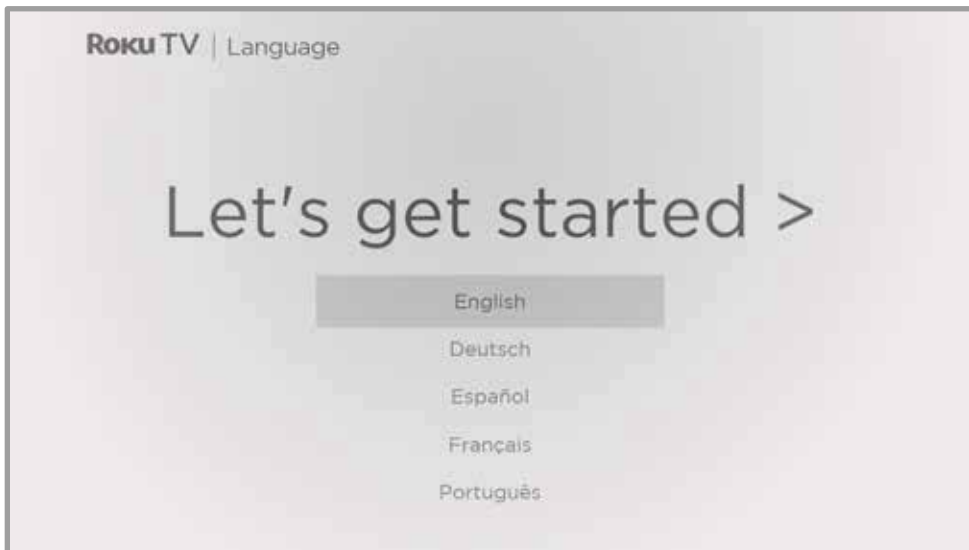 Roku TV | Language
Let's get started >
English
Deutsch
Español
Français
Português